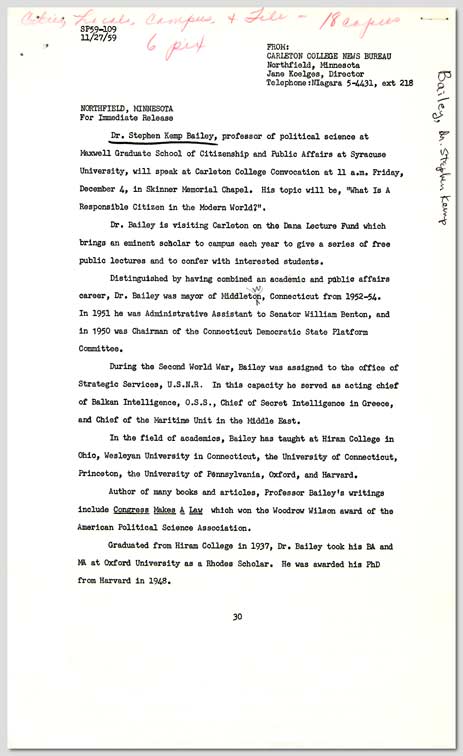 Cities, Locals, Campus, & File - 18 copies
6 pix
SP59-109
11/27/59
FROM:
CARLETON COLLEGE NEWS BUREAU
Northfield, Minnesota
Jane Koelges, Director
Telephone:NIagara 5-4431, ext 218
Bailey, Dr. Stephen Kemp
NORTHFIELD, MINNESOTA
For Immediate Release
Dr. Stephen Kemp Bailey, professor of political science at
Maxwell Graduate School of Citizenship and Public Affairs at Syracuse
University, will speak at Carleton College Convocation at 11 a.m. Friday,
December 4, in Skinner Memorial Chapel. His topic will be, "What Is A
Responsible Citizen in the Modern World?".
Dr. Bailey is visiting Carleton on the Dana Lecture Fund which
brings an eminent scholar to campus each year to give a series of free
public lectures and to confer with interested students.
Distinguished by having combined an academic and public affairs
career, Dr. Bailey was mayor of Middleton, Connecticut from 1952-54.
w
In 1951 he was Administrative Assistant to Senator William Benton, and
in 1950 was Chairman of the Connecticut Democratic State Platform
Committee.
During the Second World War, Bailey was assigned to the office of
Strategic Services, U.S.N.R. In this capacity he served as acting chief
of Balkan Intelligence, O.S.S., Chief of Secret Intelligence in Greece,
and Chief of the Maritime Unit in the Middle East.
In the field of academics, Bailey has taught at Hiram College in
Ohio, Wesleyan University in Connecticut, the University of Connecticut,
Princeton, the University of Pennsylvania, Oxford, and Harvard.
Author of many books and articles, Professor Bailey's writings
include Congress Makes A Law which won the Woodrow Wilson award of the
American Political Science Association.
Graduated from Hiram College in 1937, Dr. Bailey took his BA and
MA at Oxford University as a Rhodes Scholar. He was awarded his PhD
from Harvard in 1948.
30